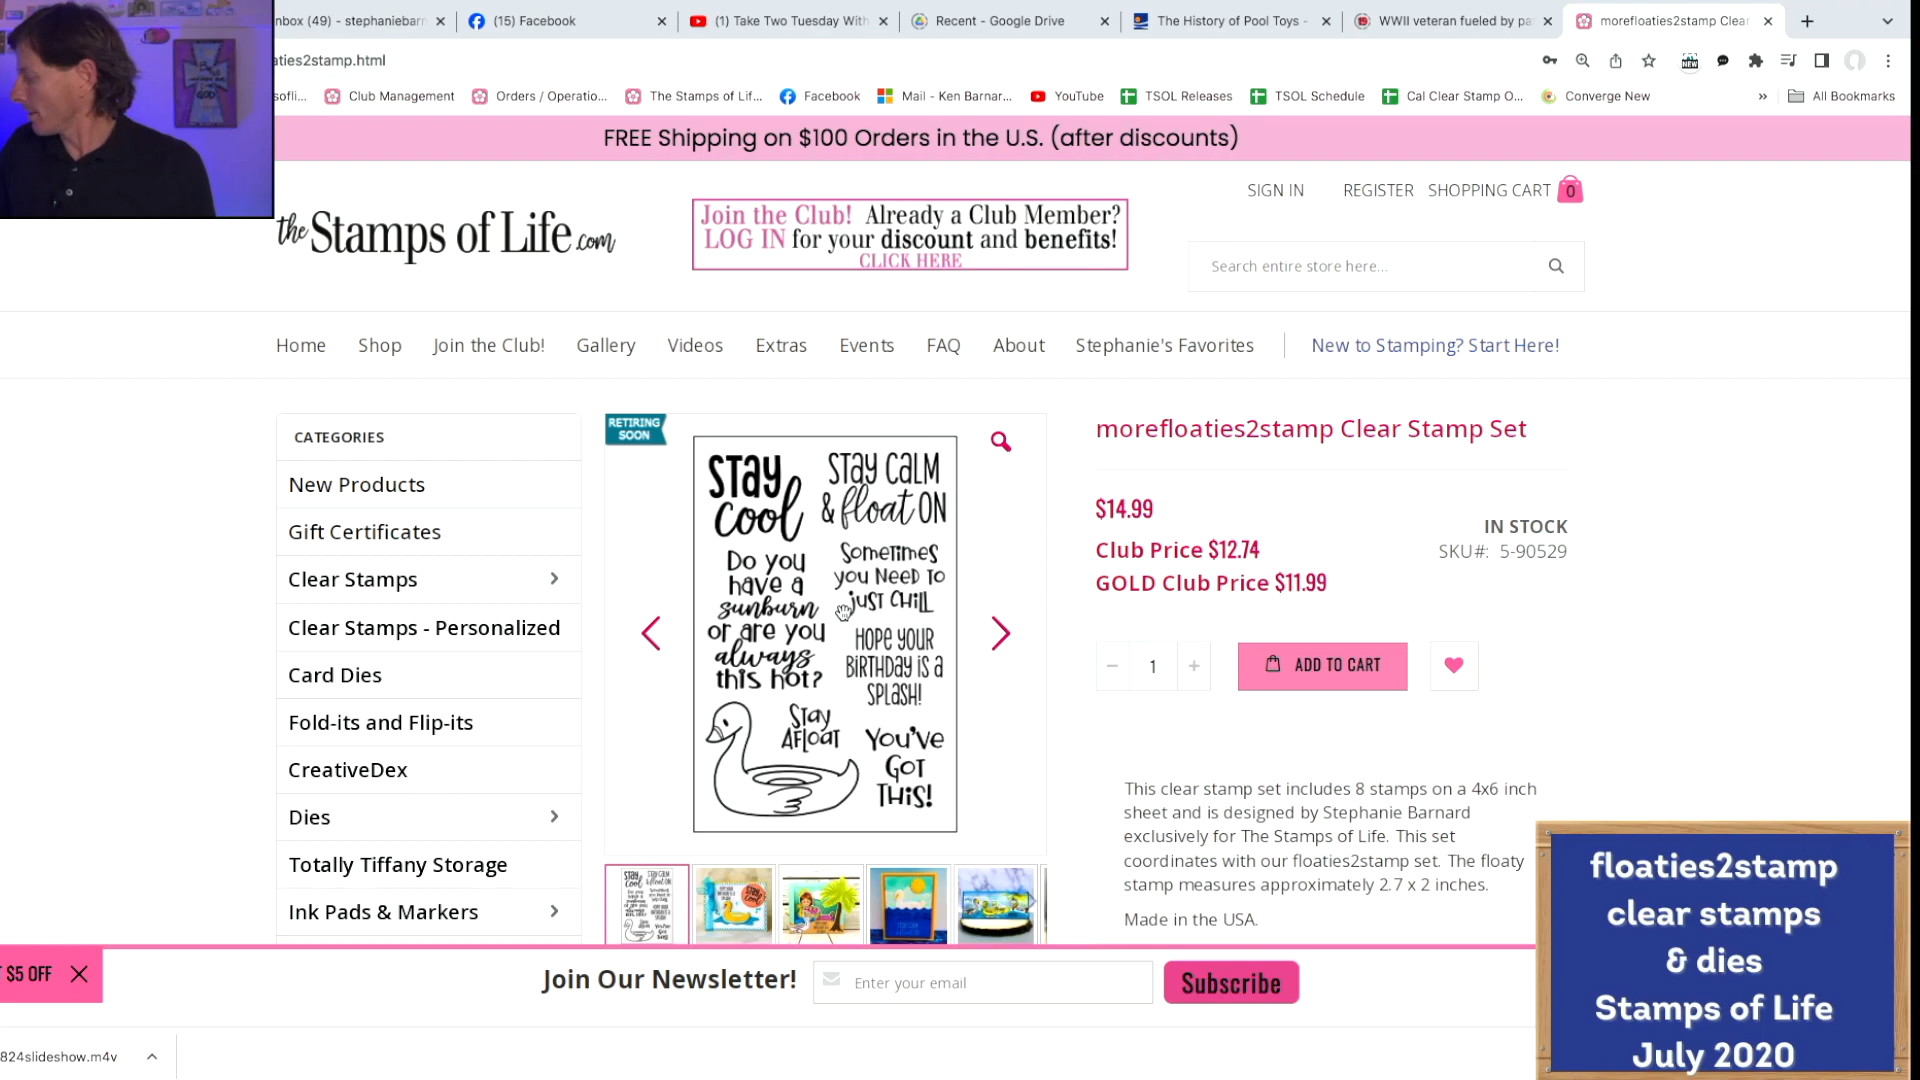 nbox (49) - stephaniebarn
(15) Facebook
(1) Take Two Tuesday With
Recent - Google Drive
The History of Pool Toys -
WWII veteran fueled by pa
morefloaties2stamp Clear
aties2stamp.html
sofli...
Club Management
Orders / Operatio...
The Stamps of Lif...
Facebook
Mail - Ken Barnar...
YouTube
TSOL Releases
TSOL Schedule
Cal Clear Stamp O...
Converge New
»
All Bookmarks
FREE Shipping on $100 Orders in the U.S. (after discounts)
SIGN IN
REGISTER
SHOPPING CART
0
the Stamps of Life.com
Join the Club! Already a Club Member?
LOG IN for your discount and benefits!
CLICK HERE
Search entire store here...
Home
Shop
Join the Club!
Gallery
Videos
Extras
Events
FAQ
About
Stephanie's Favorites
New to Stamping? Start Here!
CATEGORIES
New Products
Gift Certificates
Clear Stamps
Clear Stamps - Personalized
Card Dies
Fold-its and Flip-its
CreativeDex
Dies
Totally Tiffany Storage
Ink Pads & Markers
RETIRING
SOON
STAY
COOL
STAY CALM
& float ON
Do you
have a
sunburn
or are you
always
this hot?
Sometimes
you Need To
just CHILL
HOPE YOUR
BIRTHDAY IS A
SPLASH!
Stay
Afloat
You've
Got
This!
morefloaties2stamp Clear Stamp Set
$14.99
Club Price $12.74
GOLD Club Price $11.99
IN STOCK
SKU#: 5-90529
− 1 +
ADD TO CART
This clear stamp set includes 8 stamps on a 4x6 inch
sheet and is designed by Stephanie Barnard
exclusively for The Stamps of Life. This set
coordinates with our floaties2stamp set. The floaty
stamp measures approximately 2.7 x 2 inches.
Made in the USA.
floaties2stamp
clear stamps
& dies
Stamps of Life
July 2020
$5 OFF
Join Our Newsletter!
Enter your email
Subscribe
824slideshow.m4v